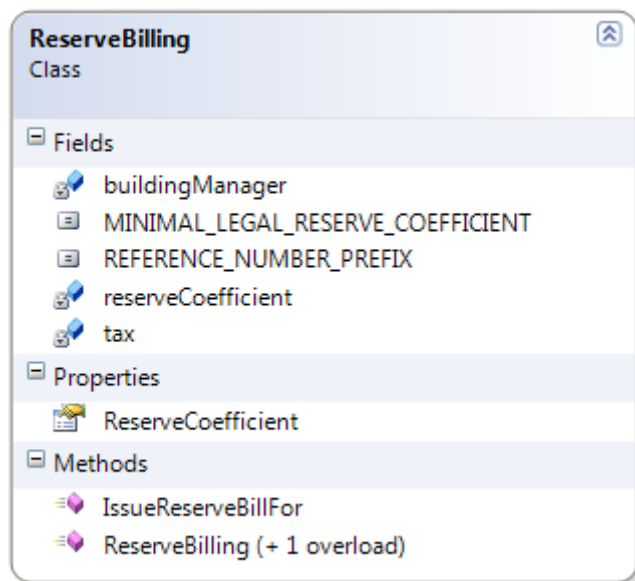 ReserveBilling
Class
Fields
buildingManager
MINIMAL_LEGAL_RESERVE_COEFFICIENT
REFERENCE_NUMBER_PREFIX
reserveCoefficient
tax
Properties
ReserveCoefficient
Methods
IssueReserveBillFor
ReserveBilling (+ 1 overload)